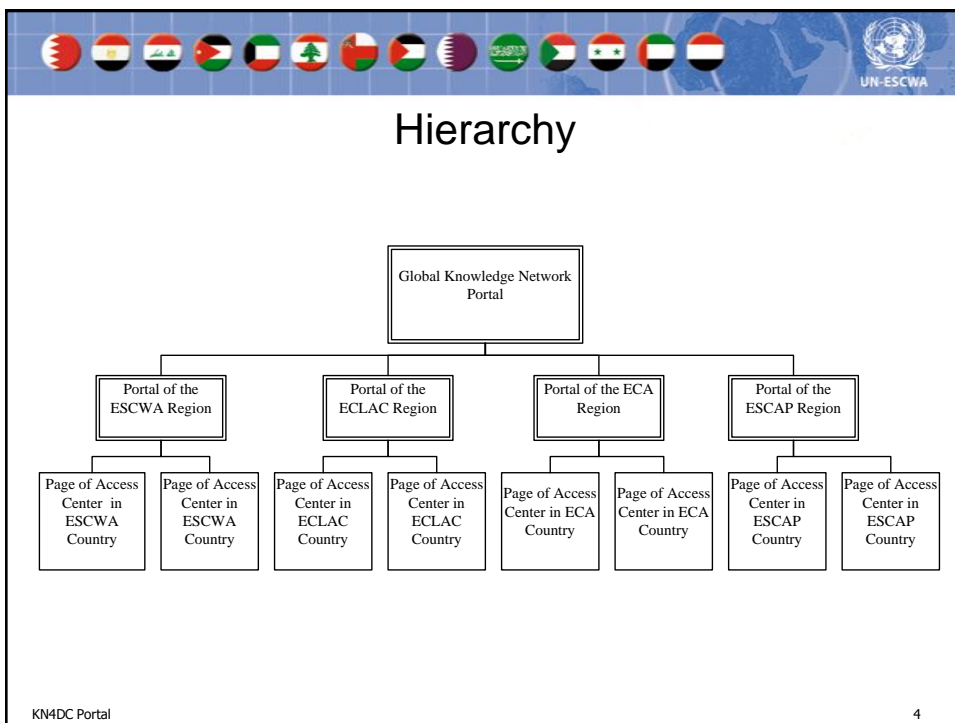 UN-ESCWA
Hierarchy
Global Knowledge Network
Portal
Portal of the
ESCWA Region
Portal of the
ECLAC Region
Portal of the ECA
Region
Portal of the
ESCAP Region
Page of Access
Center in
ESCWA
Country
Page of Access
Center in
ESCWA
Country
Page of Access
Center in
ECLAC
Country
Page of Access
Center in
ECLAC
Country
Page of Access
Center in ECA
Country
Page of Access
Center in ECA
Country
Page of Access
Center in
ESCAP
Country
Page of Access
Center in
ESCAP
Country
KN4DC Portal
4